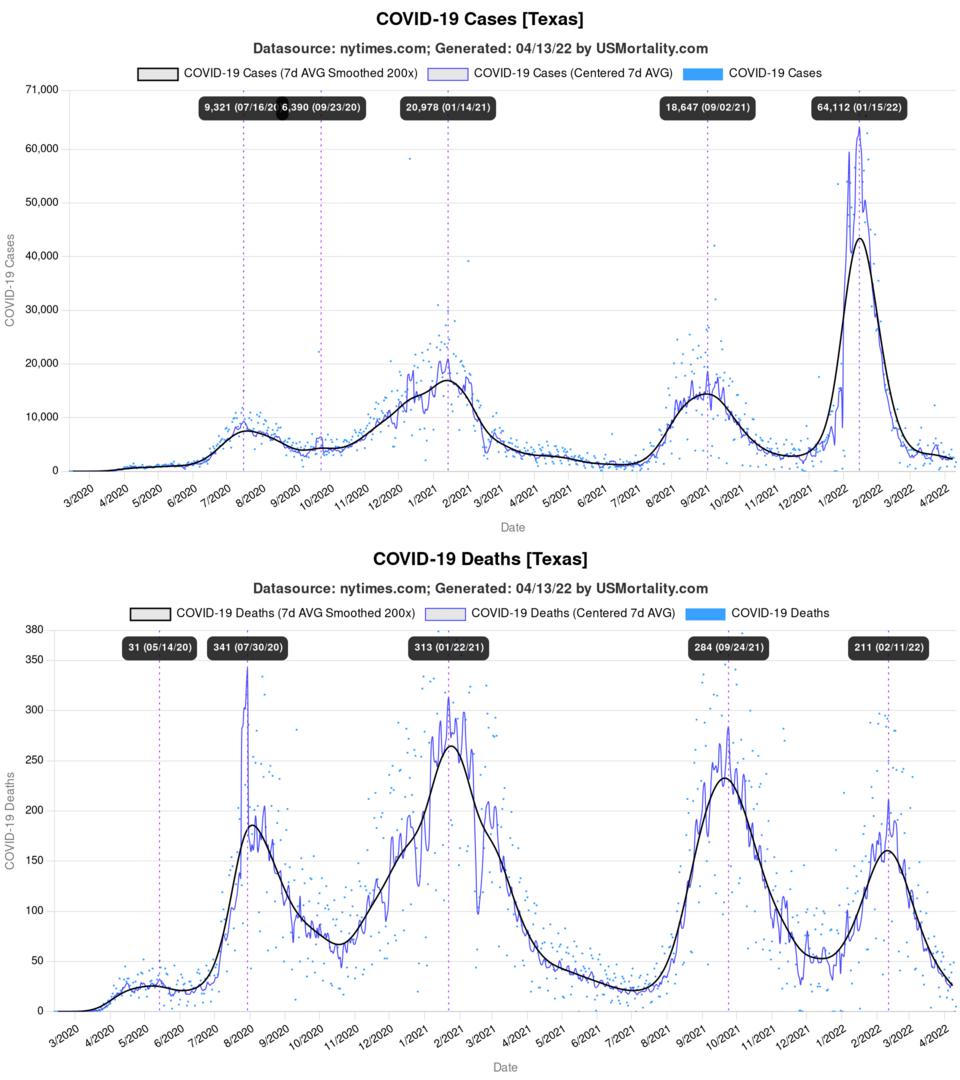 COVID-19 Cases [Texas]
Datasource: nytimes.com; Generated: 04/13/22 by USMortality.com
COVID-19 Cases (7d AVG Smoothed 200x) COVID-19 Cases (Centered 7d AVG) COVID-19 Cases
71,000
9,321 (07/16/20 6,390 (09/23/20) 20,978 (01/14/21) 18,647 (09/02/21) 64,112 (01/15/22)
60,000
50,000
40,000
30,000
20,000
10,000
0
COVID-19 Cases
3/2020 4/2020 5/2020 6/2020 7/2020 8/2020 9/2020 10/2020 11/2020 12/2020 1/2021 2/2021 3/2021 4/2021 5/2021 6/2021 7/2021 8/2021 9/2021 10/2021 11/2021 12/2021 1/2022 2/2022 3/2022 4/2022
Date
COVID-19 Deaths [Texas]
Datasource: nytimes.com; Generated: 04/13/22 by USMortality.com
COVID-19 Deaths (7d AVG Smoothed 200x) COVID-19 Deaths (Centered 7d AVG) COVID-19 Deaths
380
31 (05/14/20) 341 (07/30/20) 313 (01/22/21) 284 (09/24/21) 211 (02/11/22)
350
300
250
200
150
100
50
0
COVID-19 Deaths
3/2020 4/2020 5/2020 6/2020 7/2020 8/2020 9/2020 10/2020 11/2020 12/2020 1/2021 2/2021 3/2021 4/2021 5/2021 6/2021 7/2021 8/2021 9/2021 10/2021 11/2021 12/2021 1/2022 2/2022 3/2022 4/2022
Date